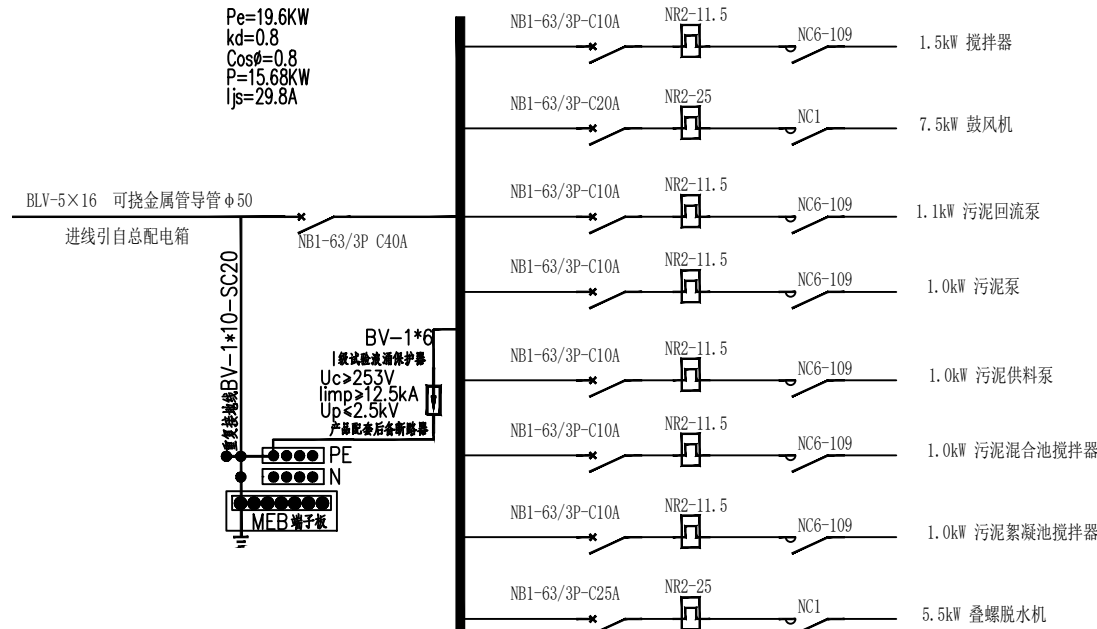 Pe=19.6KW
kd=0.8
Cosø=0.8
P=15.68KW
Ijs=29.8A
BLV-5×16 可挠金属管导管φ50
进线引自总配电箱
NB1-63/3P C40A
重复接地线BV-1*10-SC20
BV-1*6
I级试验浪涌保护器
Uc≥253V
Iimp≥12.5kA
Up≤2.5kV
产品配套后备断路器
PE
N
MEB端子板
NB1-63/3P-C10A NR2-11.5 NC6-109 1.5kW 搅拌器
NB1-63/3P-C20A NR2-25 NC1 7.5kW 鼓风机
NB1-63/3P-C10A NR2-11.5 NC6-109 1.1kW 污泥回流泵
NB1-63/3P-C10A NR2-11.5 NC6-109 1.0kW 污泥泵
NB1-63/3P-C10A NR2-11.5 NC6-109 1.0kW 污泥供料泵
NB1-63/3P-C10A NR2-11.5 NC6-109 1.0kW 污泥混合池搅拌器
NB1-63/3P-C10A NR2-11.5 NC6-109 1.0kW 污泥絮凝池搅拌器
NB1-63/3P-C25A NR2-25 NC1 5.5kW 叠螺脱水机